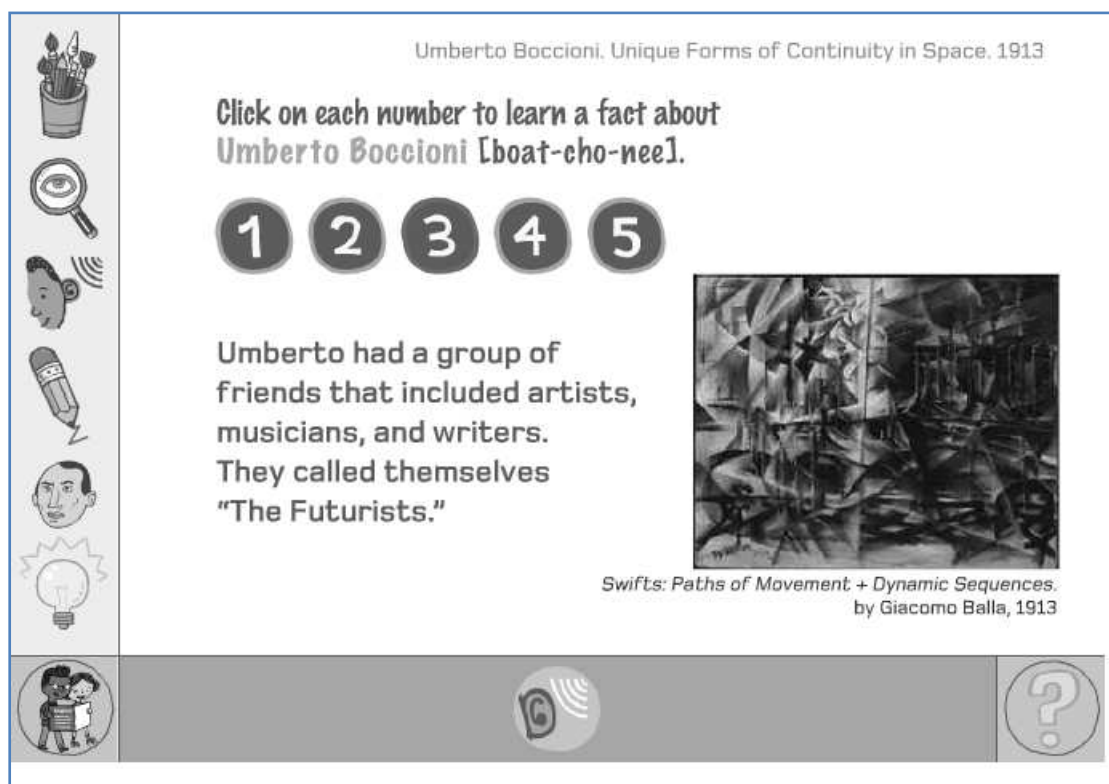 Umberto Boccioni. Unique Forms of Continuity in Space. 1913
Click on each number to learn a fact about
Umberto Boccioni [boat-cho-nee].
1 2 3 4 5
Umberto had a group of
friends that included artists,
musicians, and writers.
They called themselves
"The Futurists."
Swifts: Paths of Movement + Dynamic Sequences.
by Giacomo Balla, 1913
?